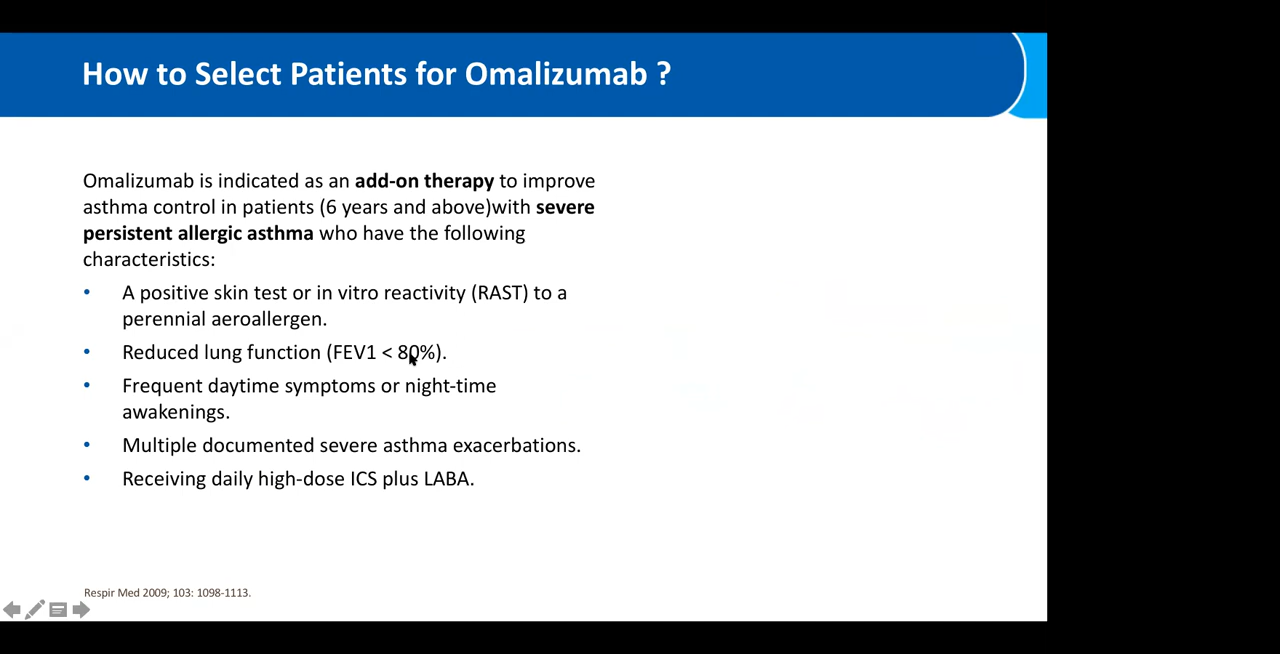 How to Select Patients for Omalizumab ?
Omalizumab is indicated as an add-on therapy to improve
asthma control in patients (6 years and above)with severe
persistent allergic asthma who have the following
characteristics:
• A positive skin test or in vitro reactivity (RAST) to a
perennial aeroallergen.
• Reduced lung function (FEV1 < 80%).
• Frequent daytime symptoms or night-time
awakenings.
• Multiple documented severe asthma exacerbations.
• Receiving daily high-dose ICS plus LABA.
Respir Med 2009; 103: 1098-1113.